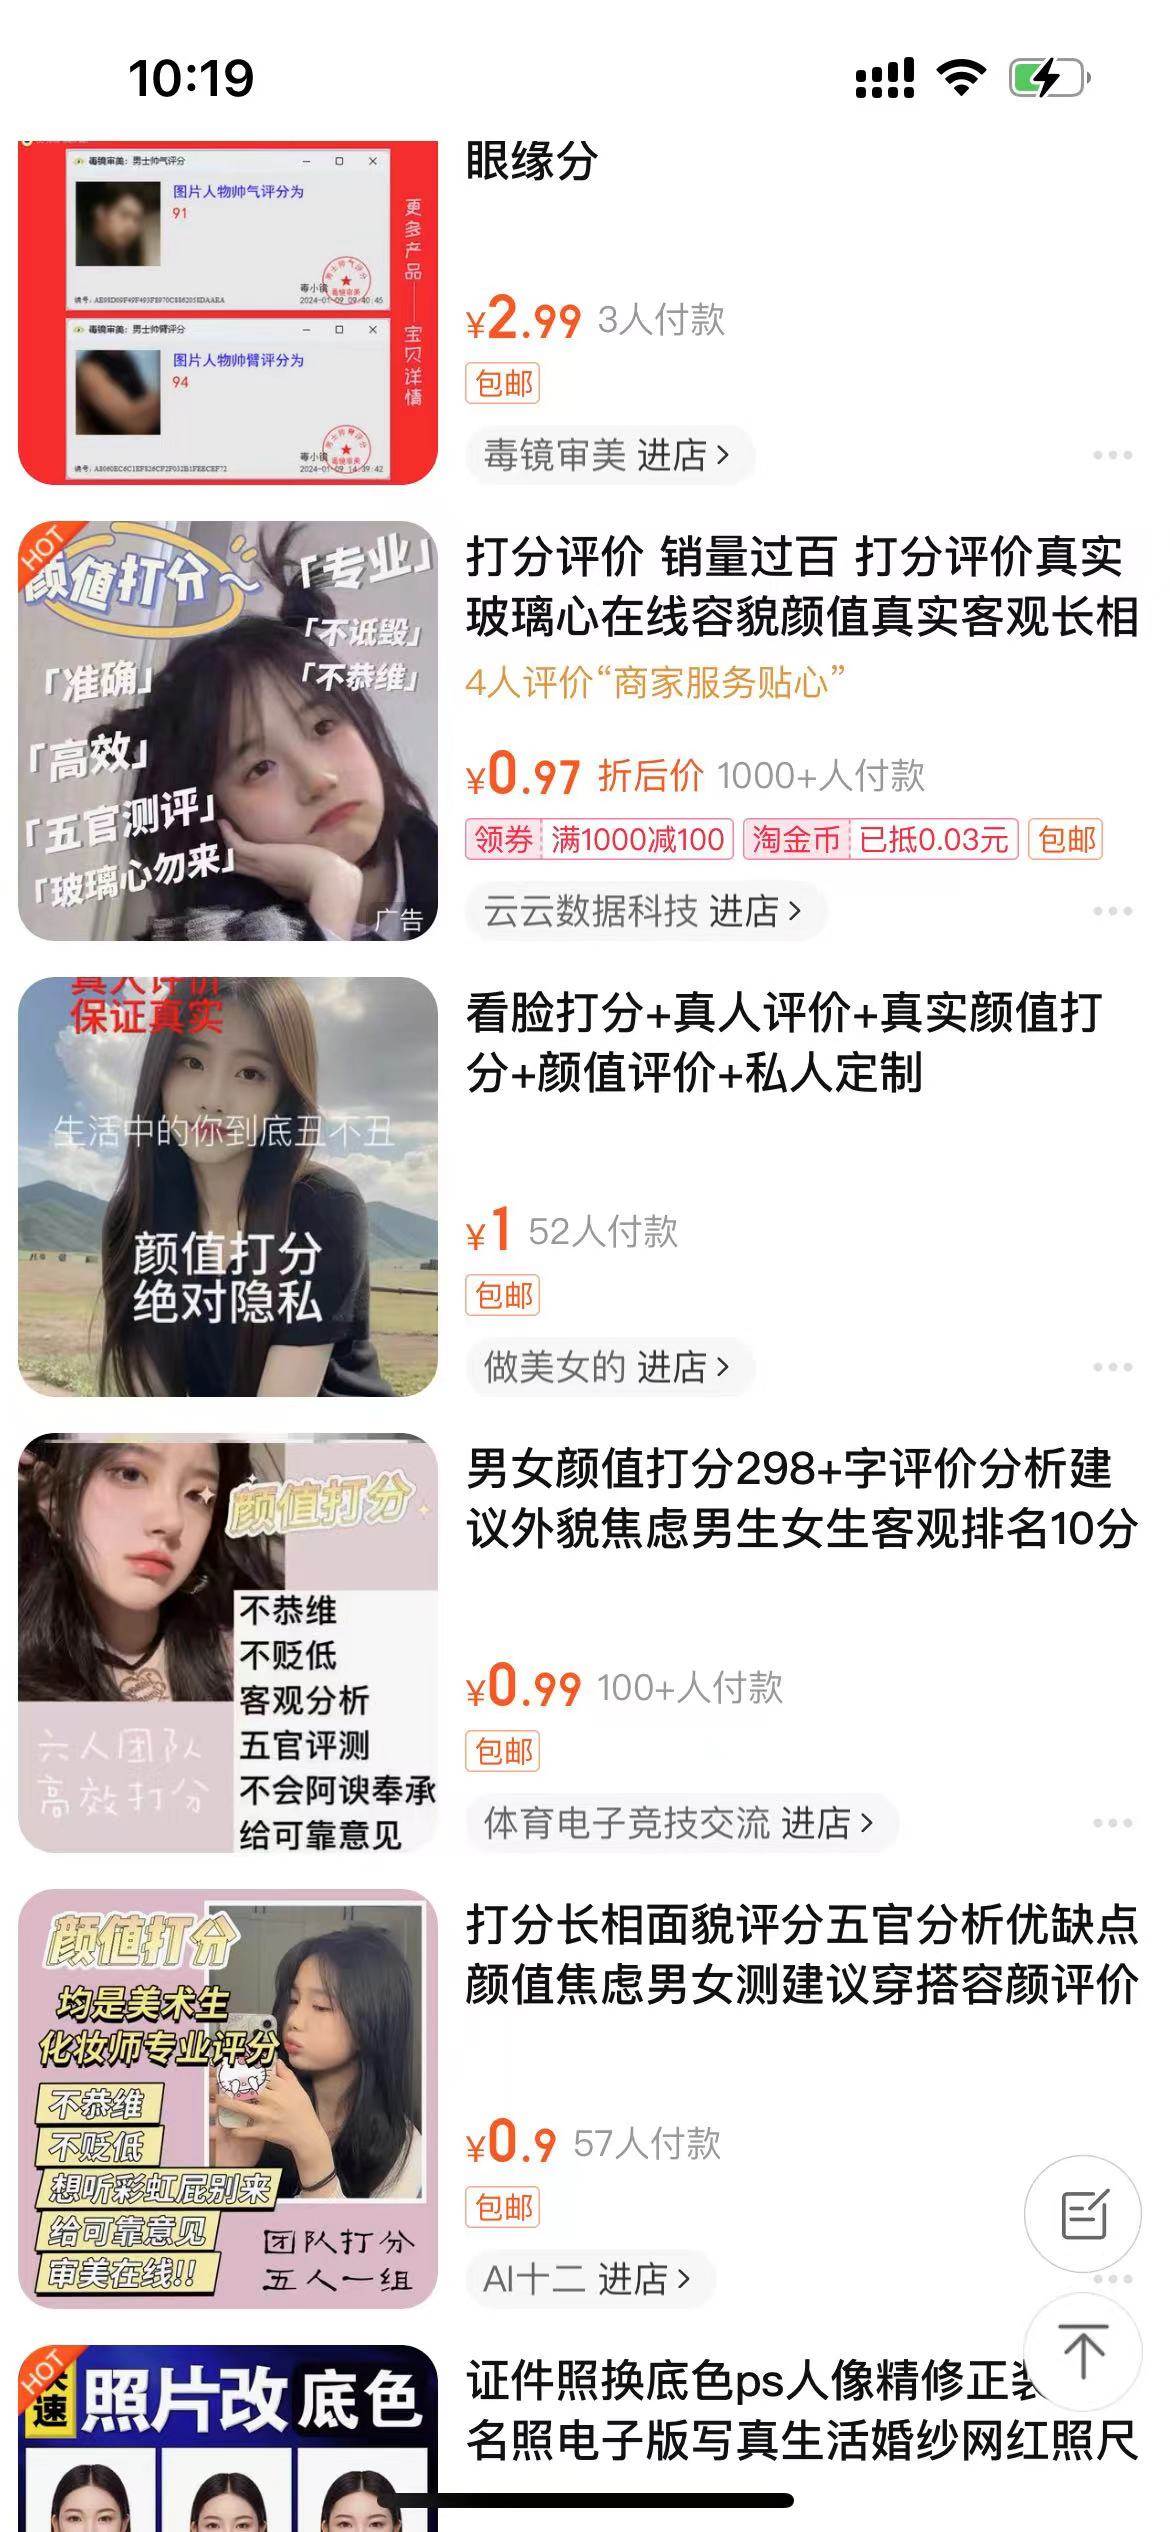 10:19
毒镜审美：男士帅气评分
图片人物帅气评分为
91
毒小镜
2024-01-09 09:40:45
毒镜审美：男士帅臂评分
图片人物帅臂评分为
94
毒小镜
2024-01-09 14:39:42
更多产品
宝贝详情
眼缘分
¥2.99 3人付款
包邮
毒镜审美 进店
HOT
颜值打分
「专业」
「不诋毁」
「不恭维」
「准确」
「高效」
「五官测评」
「玻璃心勿来」
广告
打分评价 销量过百 打分评价真实
玻璃心在线容貌颜值真实客观长相
4人评价“商家服务贴心”
¥0.97 折后价 1000+人付款
领券 满1000减100 淘金币 已抵0.03元 包邮
云云数据科技 进店
真人评价
保证真实
生活中的你到底丑不丑
颜值打分
绝对隐私
看脸打分+真人评价+真实颜值打
分+颜值评价+私人定制
¥1 52人付款
包邮
做美女的 进店
颜值打分
不恭维
不贬低
客观分析
五官评测
不会阿谀奉承
给可靠意见
六人团队
高效打分
男女颜值打分298+字评价分析建
议外貌焦虑男生女生客观排名10分
¥0.99 100+人付款
包邮
体育电子竞技交流 进店
颜值打分
均是美术生
化妆师专业评分
不恭维
不贬低
想听彩虹屁别来
给可靠意见
审美在线!!
团队打分
五人一组
打分长相面貌评分五官分析优缺点
颜值焦虑男女测建议穿搭容颜评价
¥0.9 57人付款
包邮
AI十二 进店
HOT
速
照片改底色
证件照换底色ps人像精修正装
名照电子版写真生活婚纱网红照尺